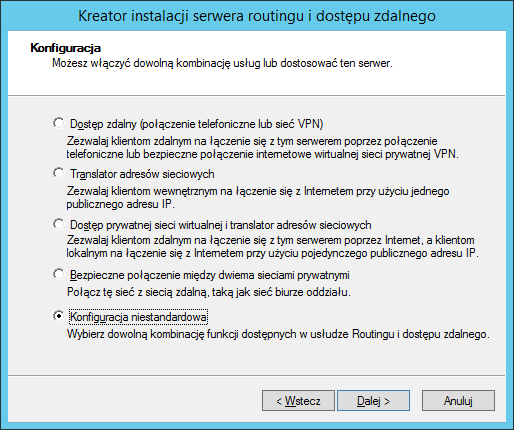 Kreator instalacji serwera routingu i dostępu zdalnego
Konfiguracja
Możesz włączyć dowolną kombinację usług lub dostosować ten serwer.
Dostęp zdalny (połączenie telefoniczne lub sieć VPN)
Zezwalaj klientom zdalnym na łączenie się z tym serwerem poprzez połączenie
telefoniczne lub bezpieczne połączenie internetowe wirtualnej sieci prywatnej VPN.
Translator adresów sieciowych
Zezwalaj klientom wewnętrznym na łączenie się z Internetem przy użyciu jednego
publicznego adresu IP.
Dostęp prywatnej sieci wirtualnej i translator adresów sieciowych
Zezwalaj klientom zdalnym na łączenie się z tym serwerem poprzez Internet, a klientom
lokalnym na łączenie się z Internetem przy użyciu pojedynczego publicznego adresu IP.
Bezpieczne połączenie między dwiema sieciami prywatnymi
Połącz tę sieć z siecią zdalną, taką jak sieć biurze oddziału.
Konfiguracja niestandardowa
Wybierz dowolną kombinację funkcji dostępnych w usłudze Routingu i dostępu zdalnego.
< Wstecz Dalej > Anuluj